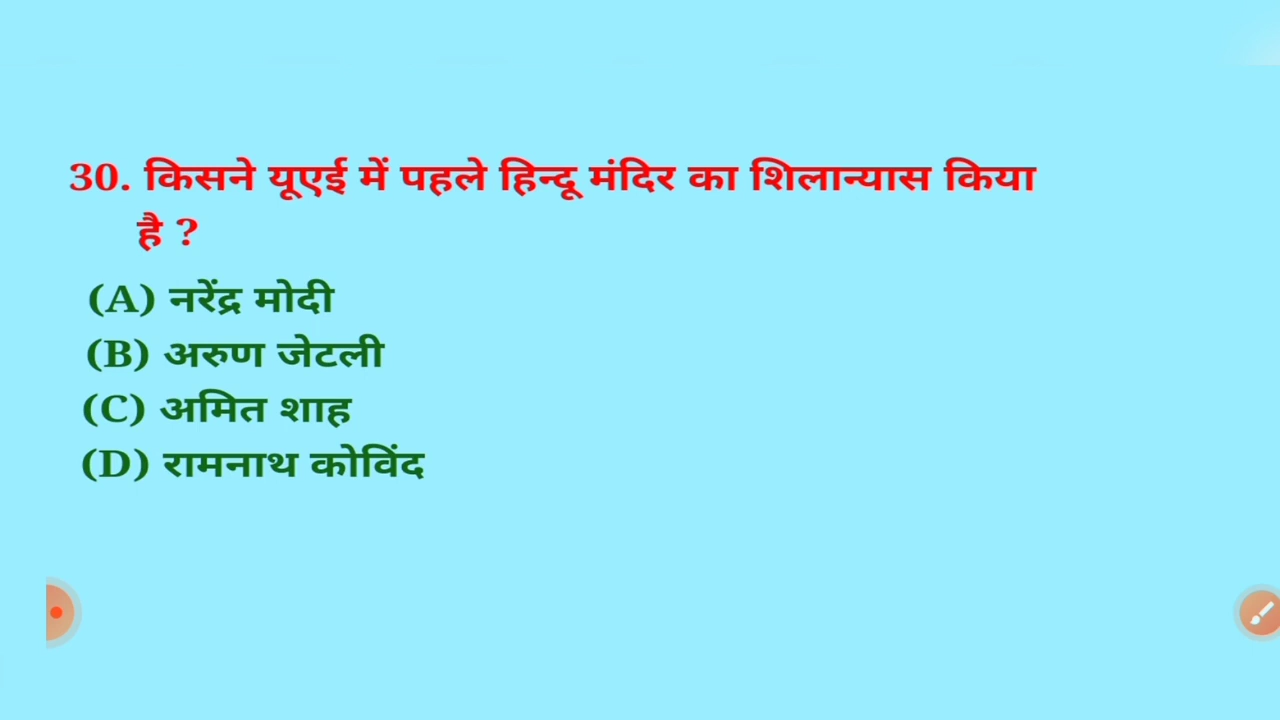 30. किसने यूएई में पहले हिन्दू मंदिर का शिलान्यास किया
है ?
(A) नरेंद्र मोदी
(B) अरुण जेटली
(C) अमित शाह
(D) रामनाथ कोविंद